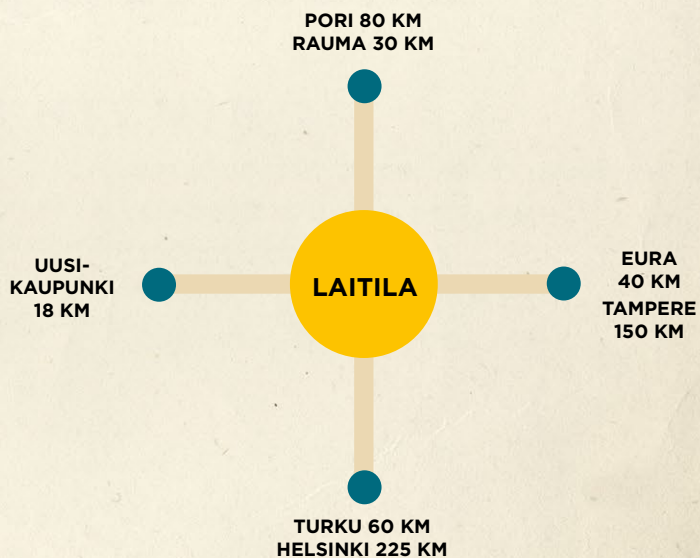 PORI 80 KM
RAUMA 30 KM
UUSI-
KAUPUNKI
18 KM
LAITILA
EURA
40 KM
TAMPERE
150 KM
TURKU 60 KM
HELSINKI 225 KM